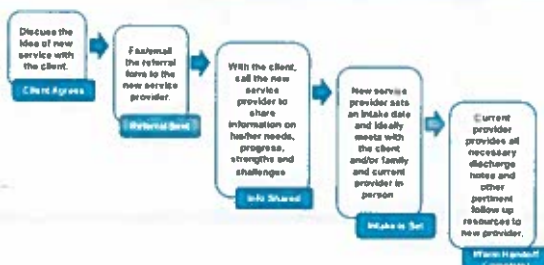 Discuss the
idea of new
service with
the client.
Client Agrees
Fax/email
the referral
form to the
new service
provider.
Referral Sent
With the client,
call the new
service
provider to
share
information on
his/her needs,
progress,
strengths and
challenges
Info Shared
New service
provider sets
an intake date
and ideally
meets with
the client
and/or family
and current
provider in
person
Intake is Set
Current
provider
provides all
necessary
discharge
notes and
other
pertinent
follow up
resources to
new provider.
Warm Handoff